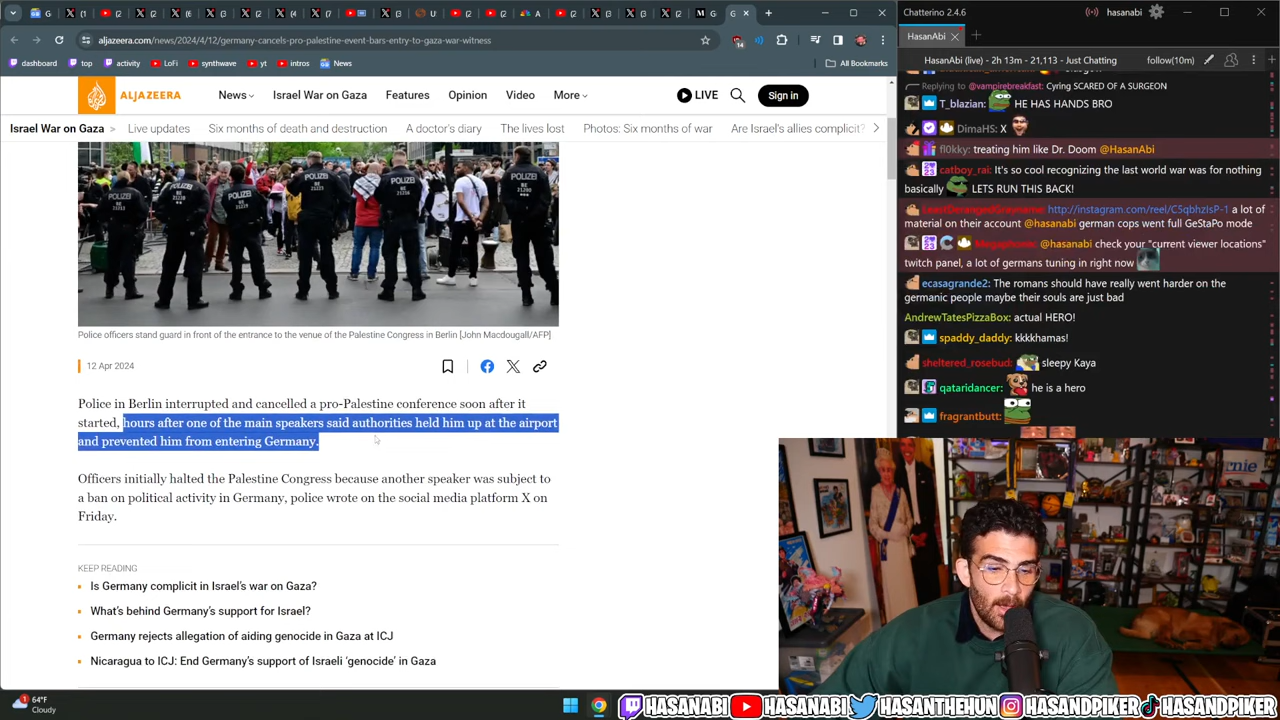 aljazeera.com/news/2024/4/12/germany-cancels-pro-palestine-event-bars-entry-to-gaza-war-witness
dashboard
top
activity
LoFi
synthwave
yt
intros
News
All Bookmarks
ALJAZEERA
News
Israel War on Gaza
Features
Opinion
Video
More
LIVE
Sign in
Israel War on Gaza
Live updates
Six months of death and destruction
A doctor's diary
The lives lost
Photos: Six months of war
Are Israel's allies complicit?
POLIZEI
Police officers stand guard in front of the entrance to the venue of the Palestine Congress in Berlin [John Macdougall/AFP]
12 Apr 2024
Police in Berlin interrupted and cancelled a pro-Palestine conference soon after it
started, hours after one of the main speakers said authorities held him up at the airport
and prevented him from entering Germany.
Officers initially halted the Palestine Congress because another speaker was subject to
a ban on political activity in Germany, police wrote on the social media platform X on
Friday.
KEEP READING
Is Germany complicit in Israel's war on Gaza?
What's behind Germany's support for Israel?
Germany rejects allegation of aiding genocide in Gaza at ICJ
Nicaragua to ICJ: End Germany's support of Israeli 'genocide' in Gaza
64°F
Cloudy
Chatterino 2.4.6
hasanabi
HasanAbi
HasanAbi (live) - 2h 13m - 21,113 - Just Chatting
follow(10m)
Replying to @vampirebreakfast: Cyring SCARED OF A SURGEON
T_blazian: HE HAS HANDS BRO
DimaHS: X
fl0kky: treating him like Dr. Doom @HasanAbi
catboy_rai: It's so cool recognizing the last world war was for nothing
basically LETS RUN THIS BACK!
http://instagram.com/reel/C5qbhzIsP-1 a lot of
material on their account @hasanabi german cops went full GeStaPo mode
Megaphonix: @hasanabi check your "current viewer locations"
twitch panel, a lot of germans tuning in right now
ecasagrande2: The romans should have really went harder on the
germanic people maybe their souls are just bad
AndrewTatesPizzaBox: actual HERO!
spaddy_daddy: kkkkhamas!
sheltered_rosebud: sleepy Kaya
qataridancer: he is a hero
fragrantbutt:
HASANABI
HASANABI
HASANTHEHUN
HASANDPIKER
HASANDPIKER